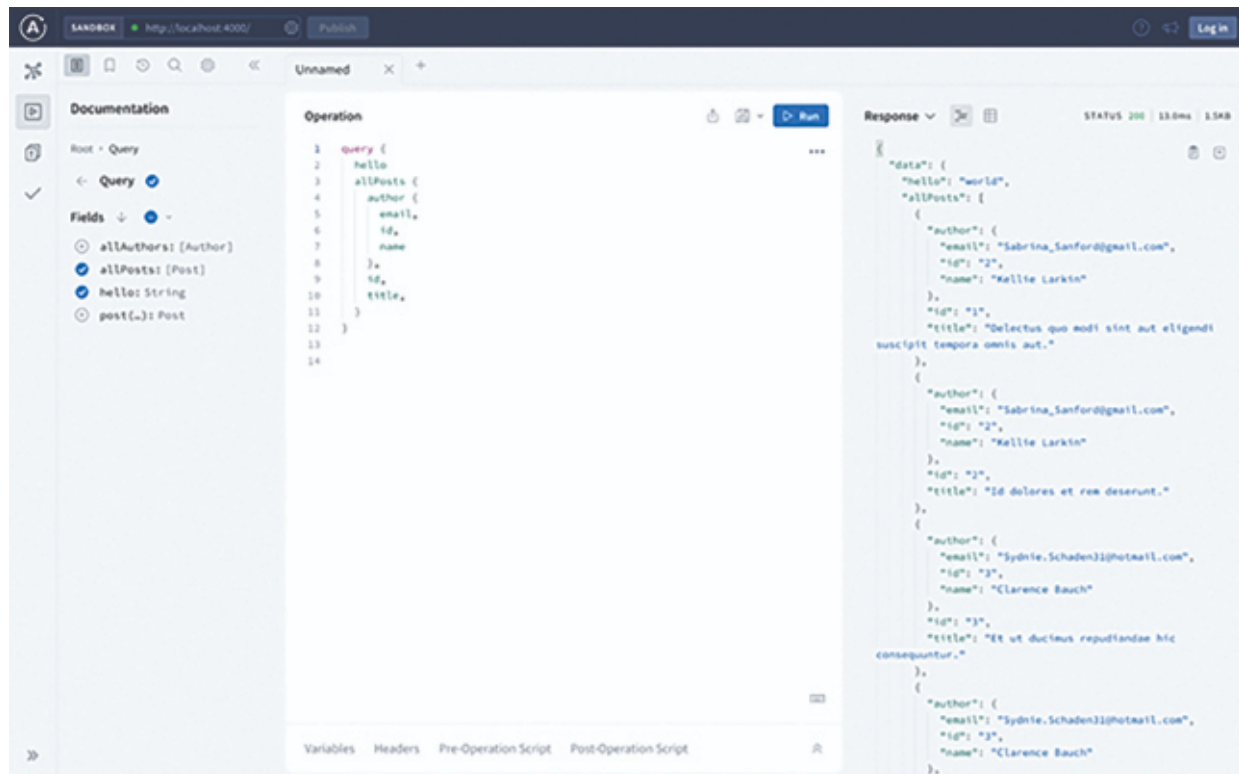 SANDBOX http://localhost:4000/ Publish Log in
Unnamed
Documentation
Root Query
Query
Fields
allAuthors: [Author]
allPosts: [Post]
hello: String
post(…): Post
Operation
Run
1 query {
2 hello
3 allPosts {
4 author {
5 email,
6 id,
7 name
8 },
9 id,
10 title,
11 }
12 }
13
14
Variables Headers Pre-Operation Script Post-Operation Script
Response STATUS 200 13.0ms 1.5KB
{
"data": {
"hello": "world",
"allPosts": [
{
"author": {
"email": "Sabrina_Sanford@gmail.com",
"id": "2",
"name": "Kellie Larkin"
},
"id": "1",
"title": "Delectus quo modi sint aut eligendi
suscipit tempora omnis aut."
},
{
"author": {
"email": "Sabrina_Sanford@gmail.com",
"id": "2",
"name": "Kellie Larkin"
},
"id": "2",
"title": "Id dolores et rem deserunt."
},
{
"author": {
"email": "Sydnie.Schaden31@hotmail.com",
"id": "3",
"name": "Clarence Bauch"
},
"id": "3",
"title": "Et ut ducimus repudiandae hic
consequuntur."
},
{
"author": {
"email": "Sydnie.Schaden31@hotmail.com",
"id": "3",
"name": "Clarence Bauch"
},